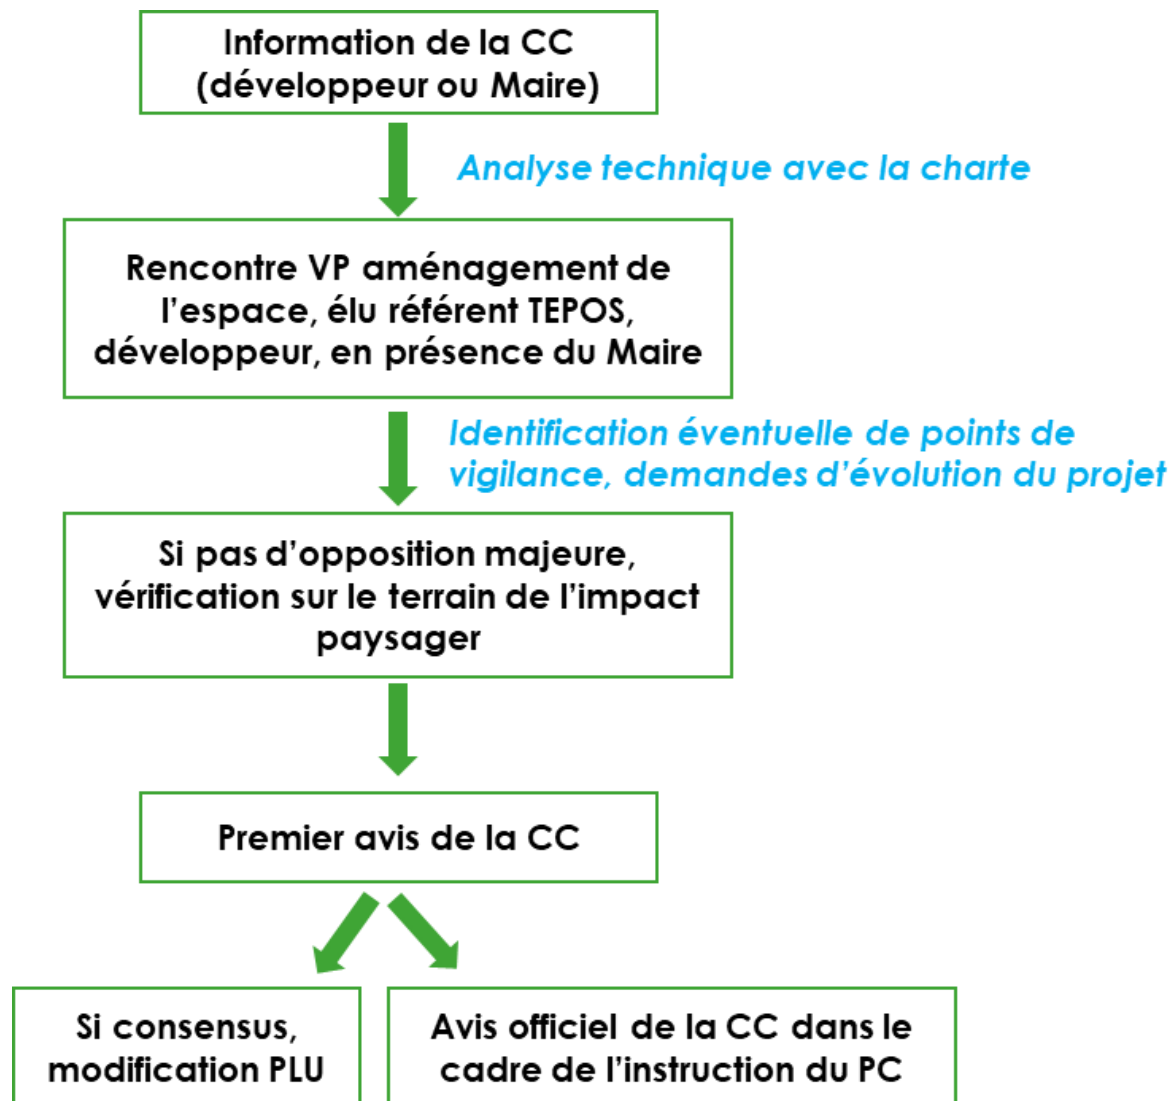 Information de la CC
(développeur ou Maire)
Analyse technique avec la charte
Rencontre VP aménagement de
l'espace, élu référent TEPOS,
développeur, en présence du Maire
Identification éventuelle de points de
vigilance, demandes d'évolution du projet
Si pas d'opposition majeure,
vérification sur le terrain de l'impact
paysager
Premier avis de la CC
Si consensus,
modification PLU
Avis officiel de la CC dans le
cadre de l'instruction du PC